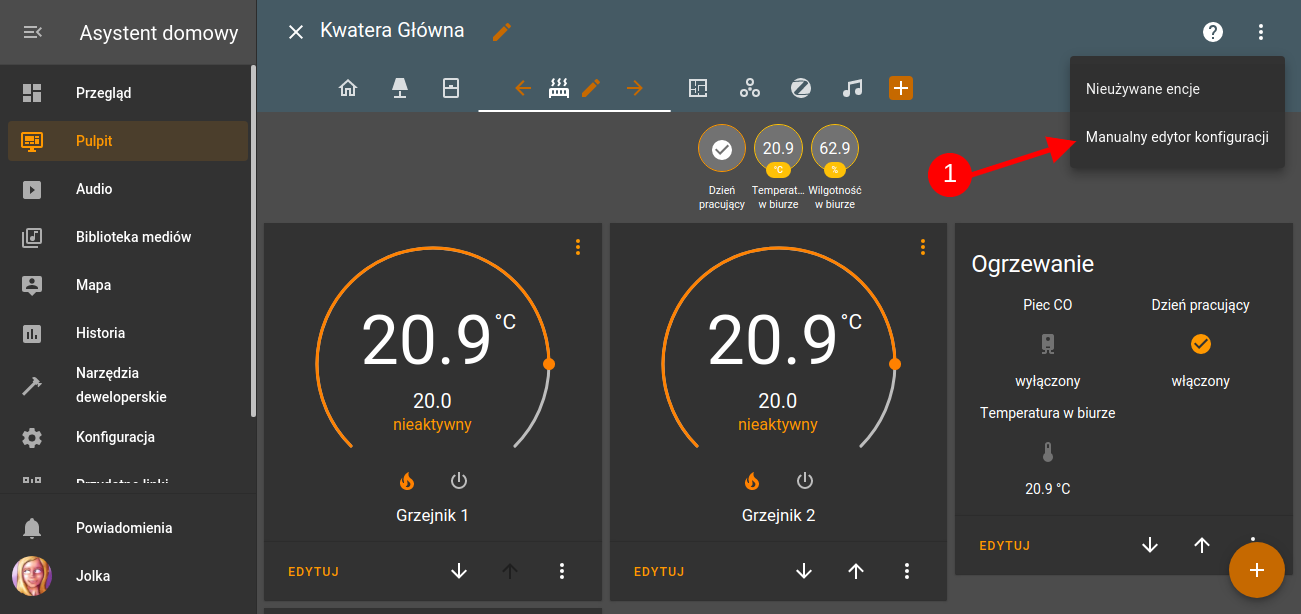 Asystent domowy
Przegląd
Pulpit
Audio
Biblioteka mediów
Mapa
Historia
Narzędzia
deweloperskie
Konfiguracja
Przydatne linki
Powiadomienia
Jolka
Kwatera Główna
Nieużywane encje
Manualny edytor konfiguracji
1
20.9
°C
62.9
%
Dzień
pracujący
Temperat...
w biurze
Wilgotność
w biurze
20.9 °C
20.0
nieaktywny
Grzejnik 1
EDYTUJ
20.9 °C
20.0
nieaktywny
Grzejnik 2
EDYTUJ
Ogrzewanie
Piec CO
wyłączony
Dzień pracujący
włączony
Temperatura w biurze
20.9 °C
EDYTUJ